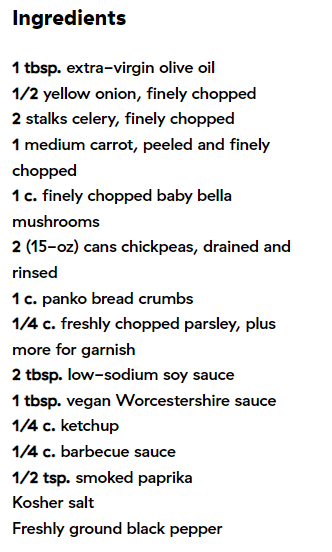 Ingredients
1 tbsp. extra-virgin olive oil
1/2 yellow onion, finely chopped
2 stalks celery, finely chopped
1 medium carrot, peeled and finely
chopped
1 c. finely chopped baby bella
mushrooms
2 (15-oz) cans chickpeas, drained and
rinsed
1 c. panko bread crumbs
1/4 c. freshly chopped parsley, plus
more for garnish
2 tbsp. low-sodium soy sauce
1 tbsp. vegan Worcestershire sauce
1/4 c. ketchup
1/4 c. barbecue sauce
1/2 tsp. smoked paprika
Kosher salt
Freshly ground black pepper